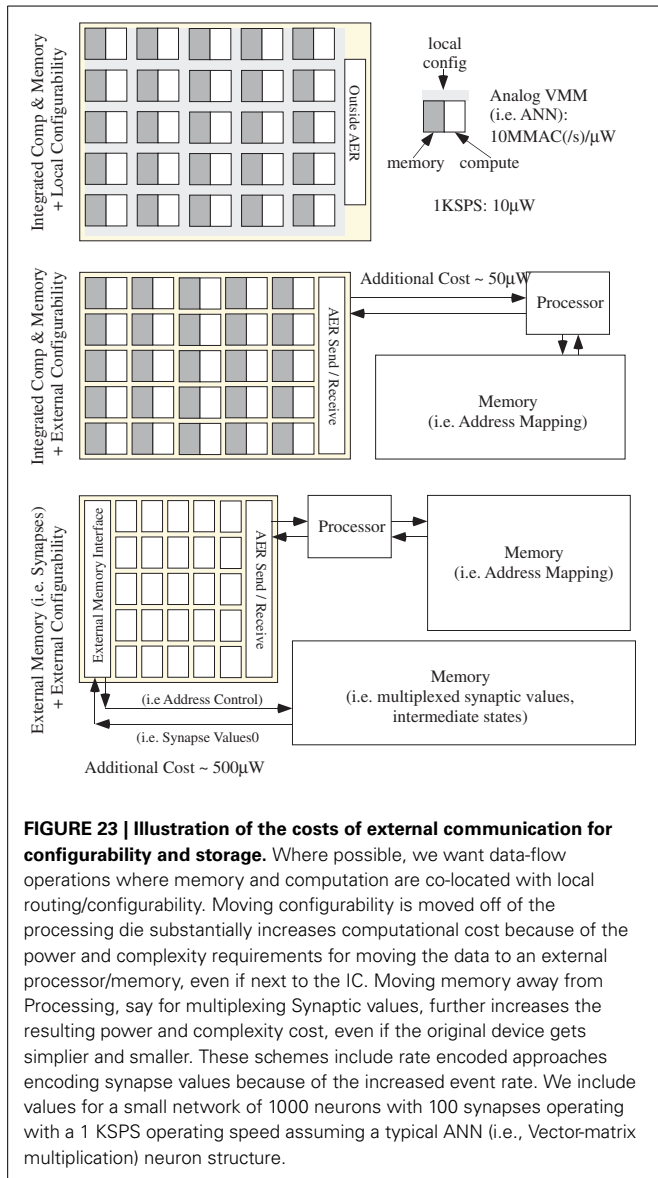 Integrated Comp & Memory
+ Local Configurability
Outside AER
local
config
memory
compute
Analog VMM
(i.e. ANN):
10MMAC(/s)/µW
1KSPS: 10µW
Integrated Comp & Memory
+ External Configurability
AER Send / Receive
Additional Cost ~ 50µW
Processor
Memory
(i.e. Address Mapping)
External Memory (i.e. Synapses)
+ External Configurability
External Memory Interface
AER Send / Receive
Processor
Memory
(i.e. Address Mapping)
(i.e Address Control)
(i.e. Synapse Values0
Memory
(i.e. multiplexed synaptic values,
intermediate states)
Additional Cost ~ 500µW
FIGURE 23 | Illustration of the costs of external communication for
configurability and storage. Where possible, we want data-flow
operations where memory and computation are co-located with local
routing/configurability. Moving configurability is moved off of the
processing die substantially increases computational cost because of the
power and complexity requirements for moving the data to an external
processor/memory, even if next to the IC. Moving memory away from
Processing, say for multiplexing Synaptic values, further increases the
resulting power and complexity cost, even if the original device gets
simplier and smaller. These schemes include rate encoded approaches
encoding synapse values because of the increased event rate. We include
values for a small network of 1000 neurons with 100 synapses operating
with a 1 KSPS operating speed assuming a typical ANN (i.e., Vector-matrix
multiplication) neuron structure.